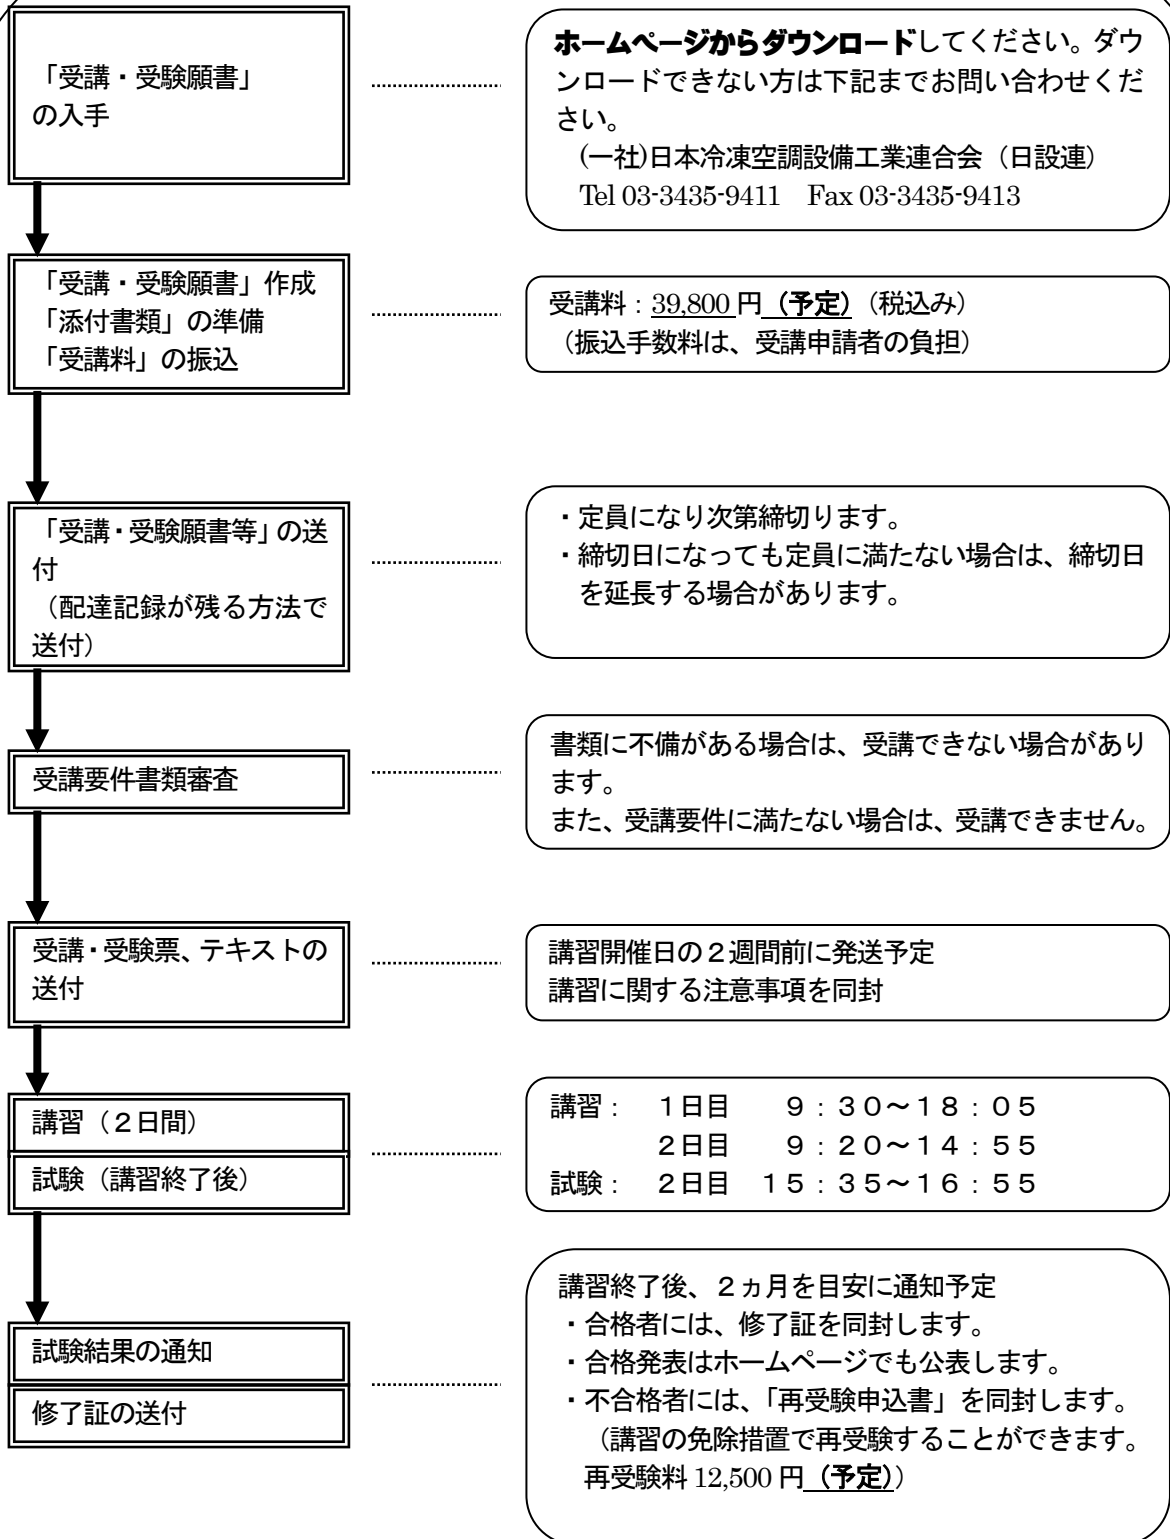 「受講・受験願書」
の入手
ホームページからダウンロードしてください。ダウ
ンロードできない方は下記までお問い合わせくだ
さい。
(一社)日本冷凍空調設備工業連合会（日設連）
Tel 03-3435-9411　Fax 03-3435-9413
「受講・受験願書」作成
「添付書類」の準備
「受講料」の振込
受講料：39,800 円（予定）（税込み）
（振込手数料は、受講申請者の負担）
「受講・受験願書等」の送
付
（配達記録が残る方法で
送付）
・定員になり次第締切ります。
・締切日になっても定員に満たない場合は、締切日
を延長する場合があります。
受講要件書類審査
書類に不備がある場合は、受講できない場合があり
ます。
また、受講要件に満たない場合は、受講できません。
受講・受験票、テキストの
送付
講習開催日の２週間前に発送予定
講習に関する注意事項を同封
講習（２日間）
試験（講習終了後）
講習：　１日目　　９：３０～１８：０５
２日目　　９：２０～１４：５５
試験：　２日目　１５：３５～１６：５５
試験結果の通知
修了証の送付
講習終了後、２ヵ月を目安に通知予定
・合格者には、修了証を同封します。
・合格発表はホームページでも公表します。
・不合格者には、「再受験申込書」を同封します。
（講習の免除措置で再受験することができます。
再受験料 12,500 円（予定））